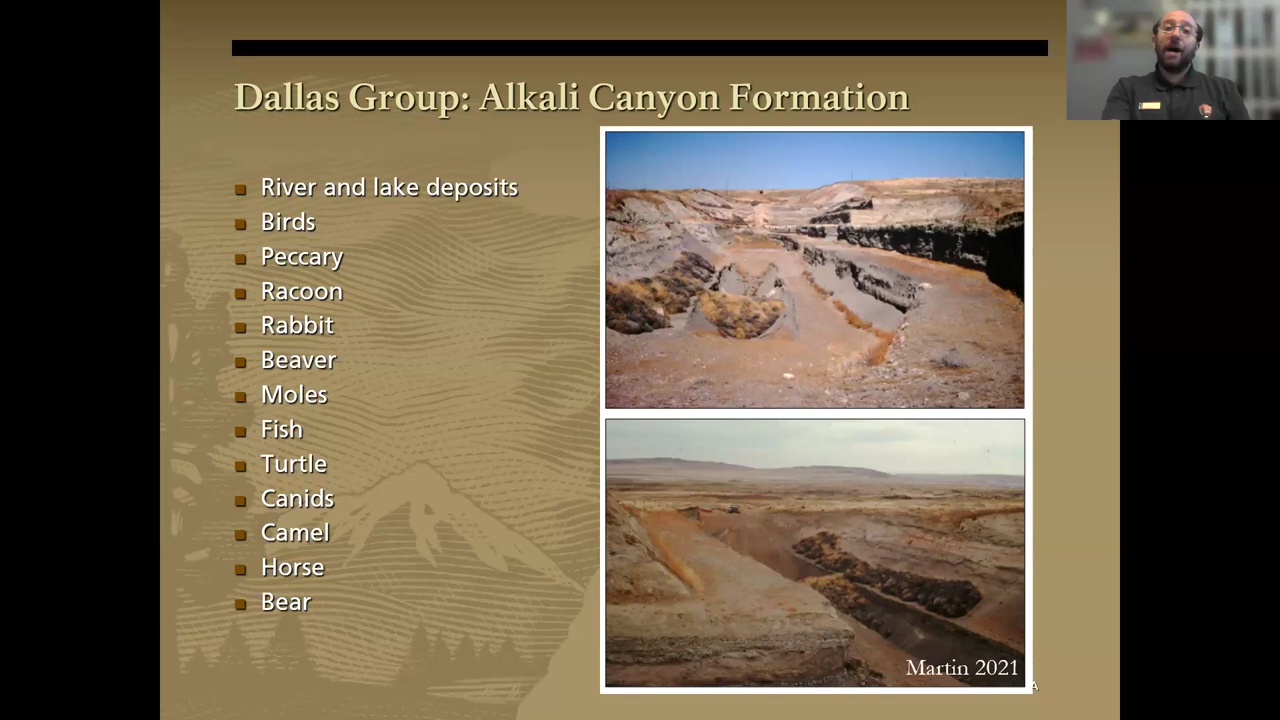 Dallas Group: Alkali Canyon Formation
River and lake deposits
Birds
Peccary
Racoon
Rabbit
Beaver
Moles
Fish
Turtle
Canids
Camel
Horse
Bear
Martin 2021
A